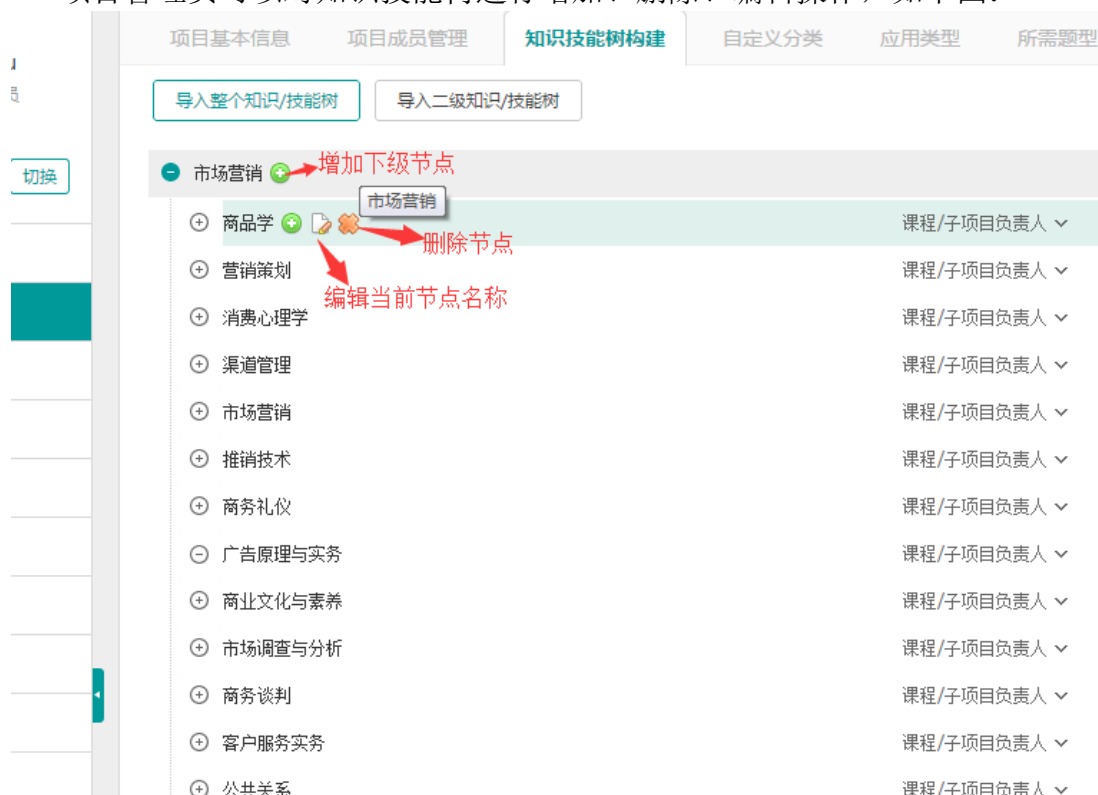 项目基本信息 项目成员管理 知识技能树构建 自定义分类 应用类型 所需题型
导入整个知识/技能树 导入二级知识/技能树
切换
市场营销 增加下级节点
市场营销
商品学 课程/子项目负责人
删除节点
营销策划 课程/子项目负责人
编辑当前节点名称
消费心理学 课程/子项目负责人
渠道管理 课程/子项目负责人
市场营销 课程/子项目负责人
推销技术 课程/子项目负责人
商务礼仪 课程/子项目负责人
广告原理与实务 课程/子项目负责人
商业文化与素养 课程/子项目负责人
市场调查与分析 课程/子项目负责人
商务谈判 课程/子项目负责人
客户服务实务 课程/子项目负责人
公共关系 课程/子项目负责人